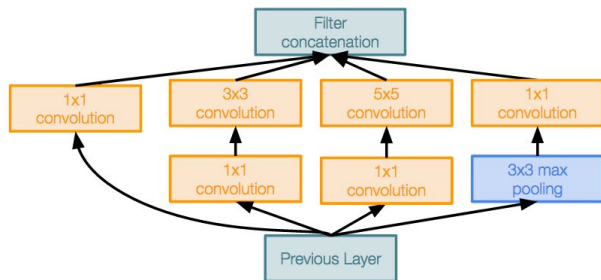 Filter
concatenation
1x1
convolution
3x3
convolution
5x5
convolution
1x1
convolution
1x1
convolution
1x1
convolution
3x3 max
pooling
Previous Layer